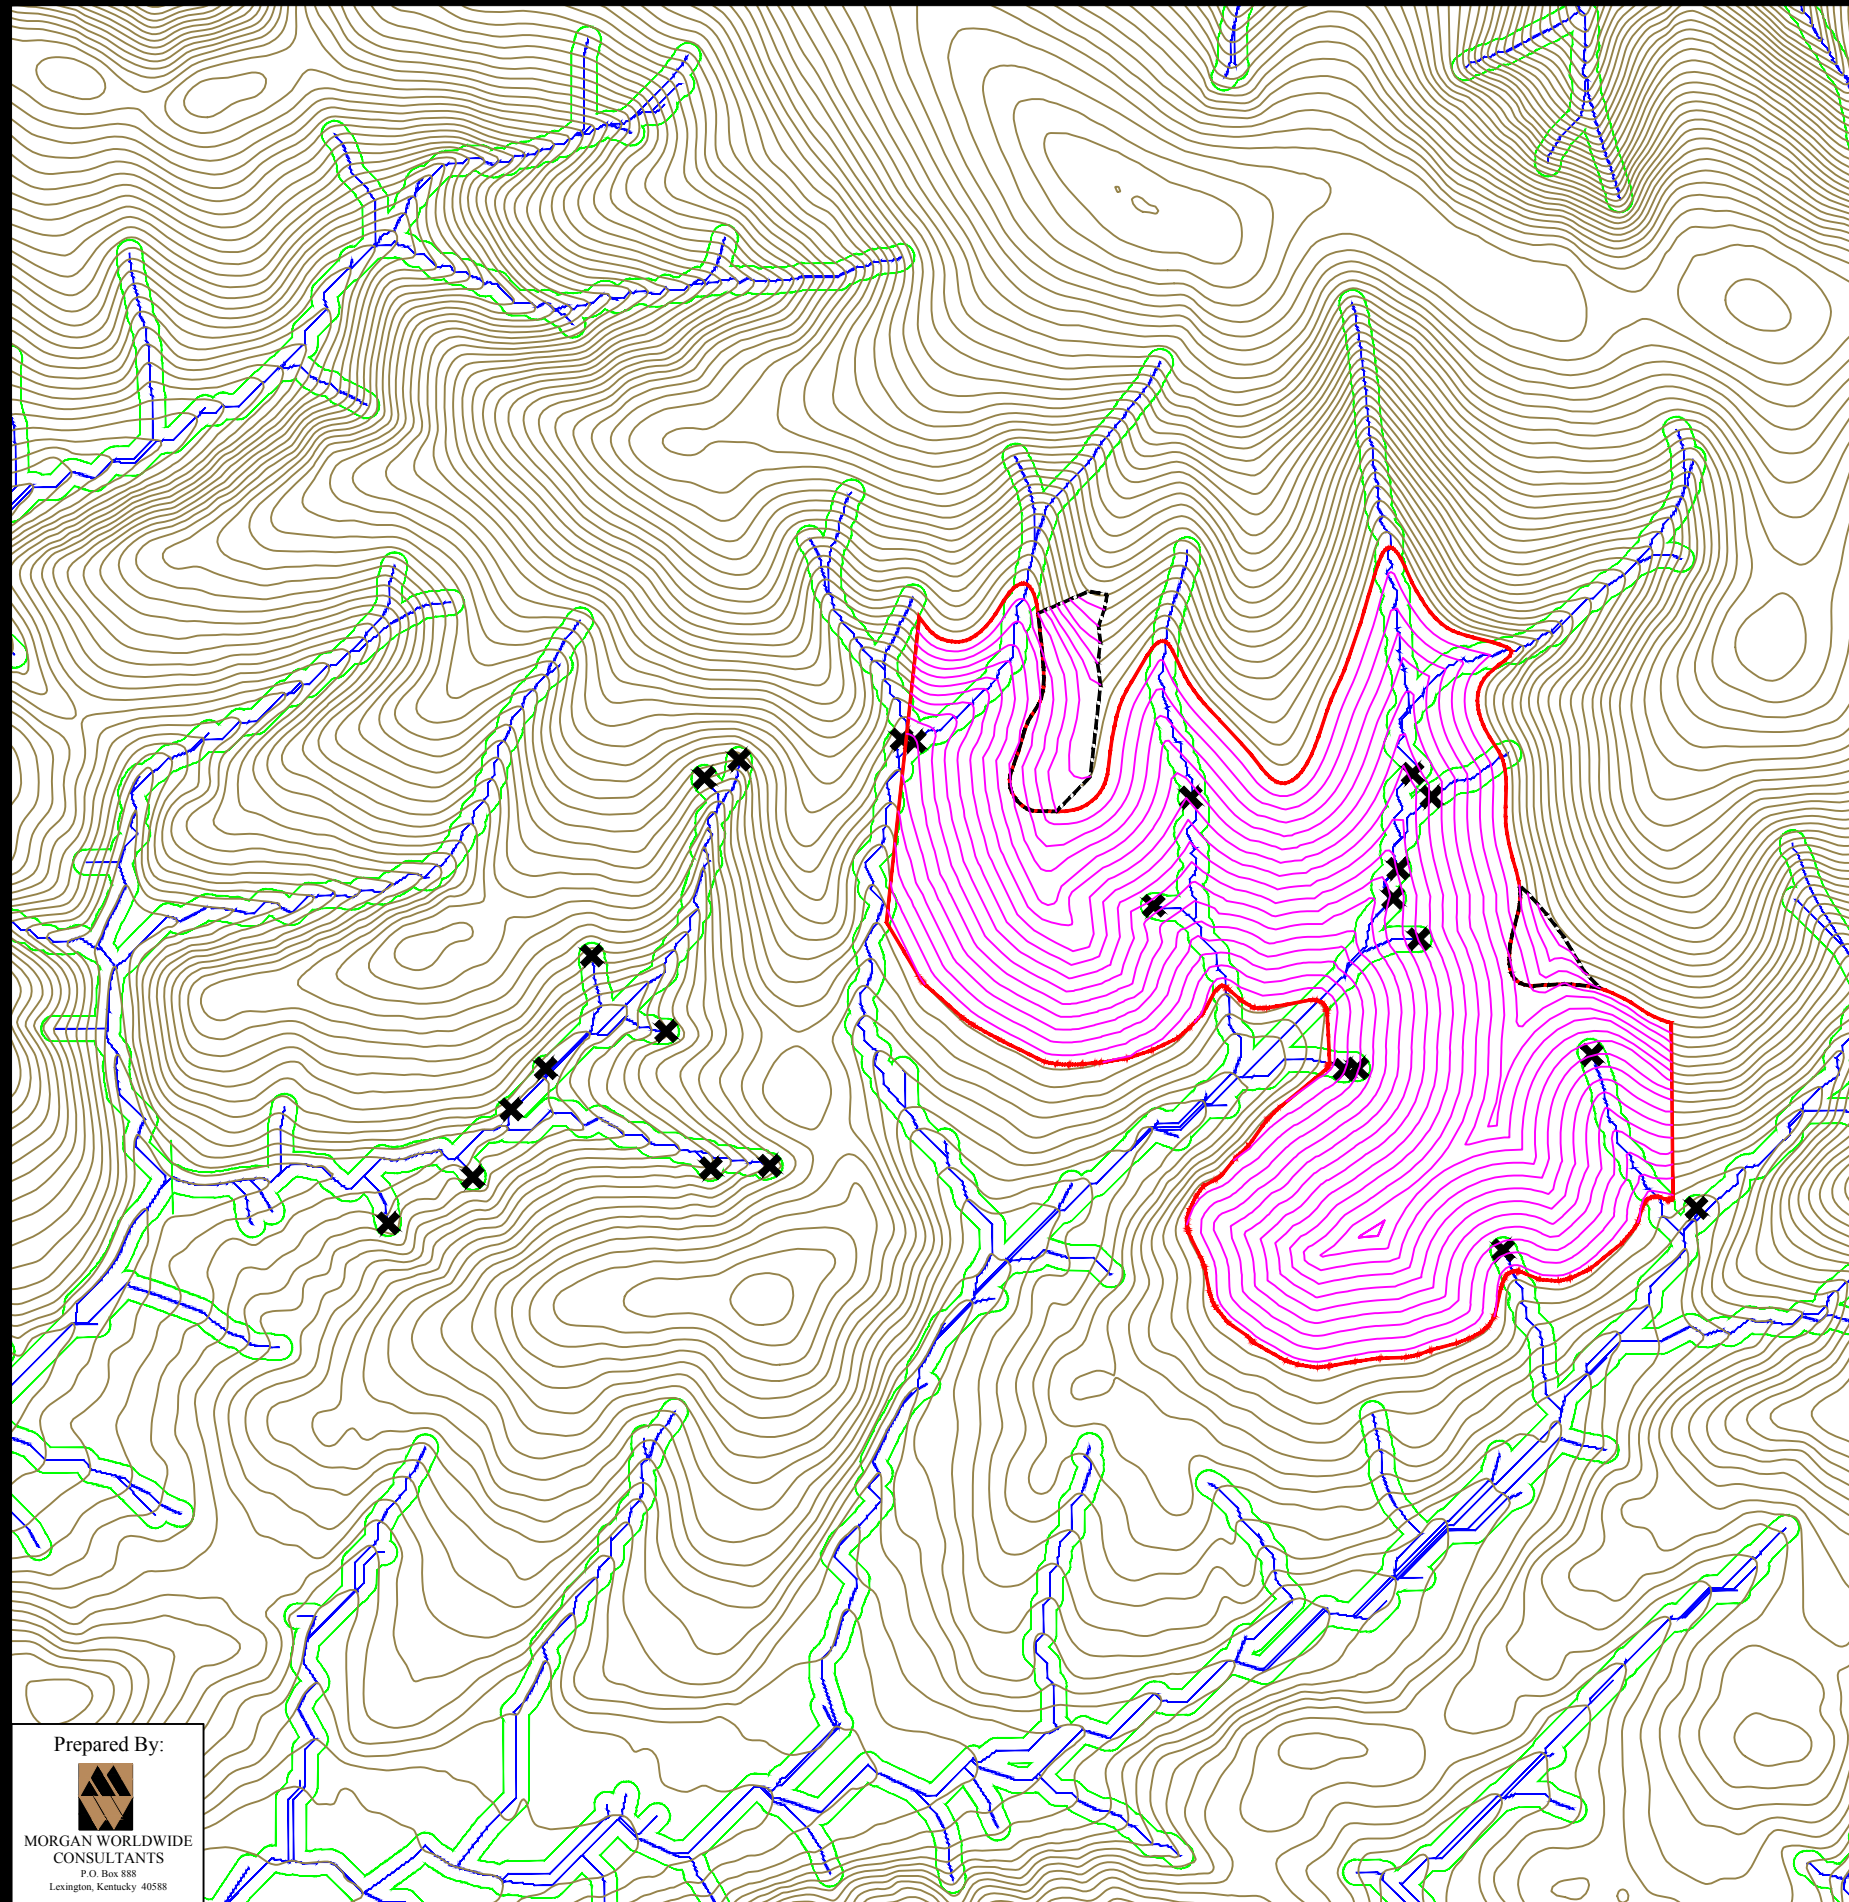 Prepared By:
MORGAN WORLDWIDE
CONSULTANTS
P.O. Box 888
Lexington, Kentucky 40588